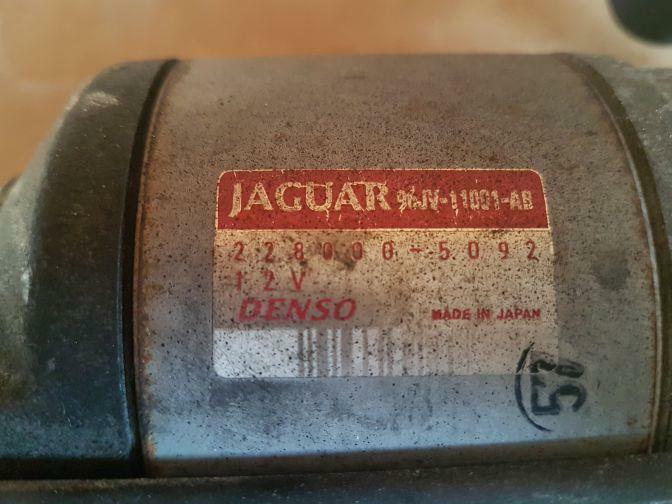 JAGUAR 96JV-11001-AB
228000-5092
12V
DENSO MADE IN JAPAN